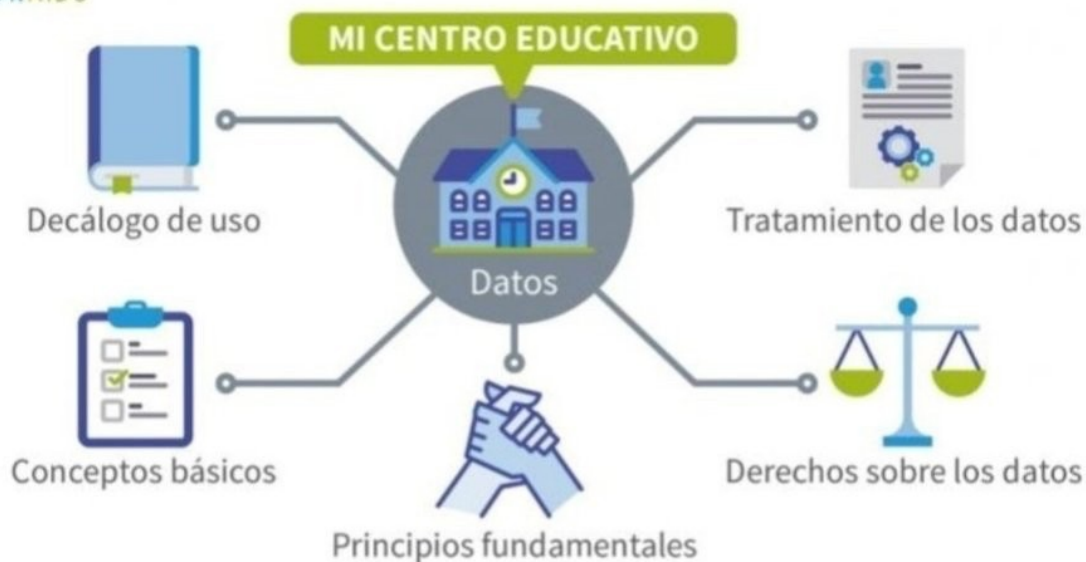 MI CENTRO EDUCATIVO
Decálogo de uso
Datos
Tratamiento de los datos
Conceptos básicos
Principios fundamentales
Derechos sobre los datos